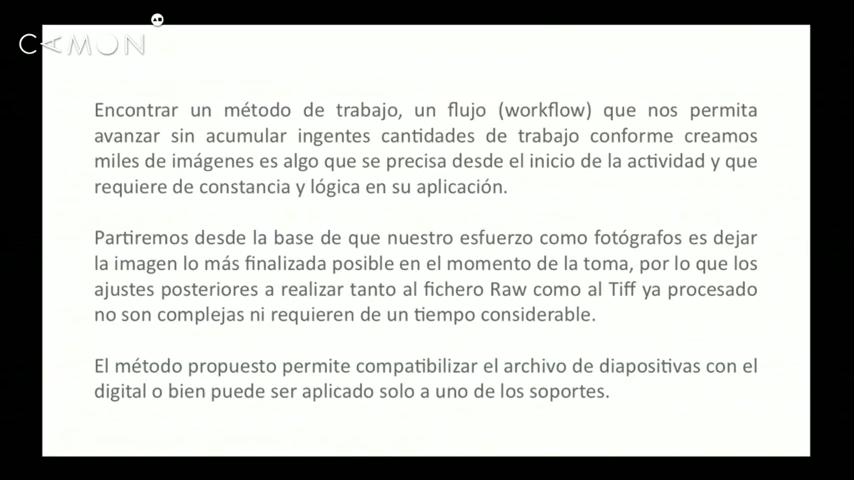 CAMON
Encontrar un método de trabajo, un flujo (workflow) que nos permita
avanzar sin acumular ingentes cantidades de trabajo conforme creamos
miles de imágenes es algo que se precisa desde el inicio de la actividad y que
requiere de constancia y lógica en su aplicación.
Partiremos desde la base de que nuestro esfuerzo como fotógrafos es dejar
la imagen lo más finalizada posible en el momento de la toma, por lo que los
ajustes posteriores a realizar tanto al fichero Raw como al Tiff ya procesado
no son complejas ni requieren de un tiempo considerable.
El método propuesto permite compatibilizar el archivo de diapositivas con el
digital o bien puede ser aplicado solo a uno de los soportes.